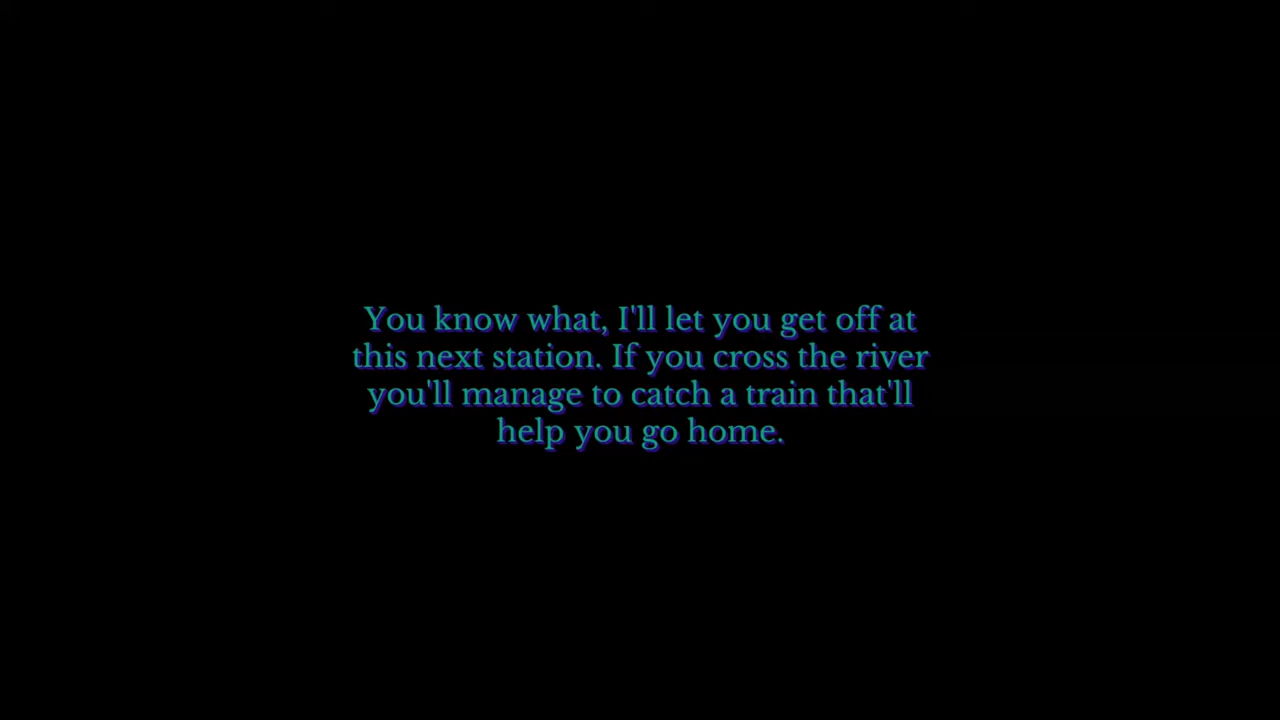 You know what, I'll let you get off at
this next station. If you cross the river
you'll manage to catch a train that'll
help you go home.